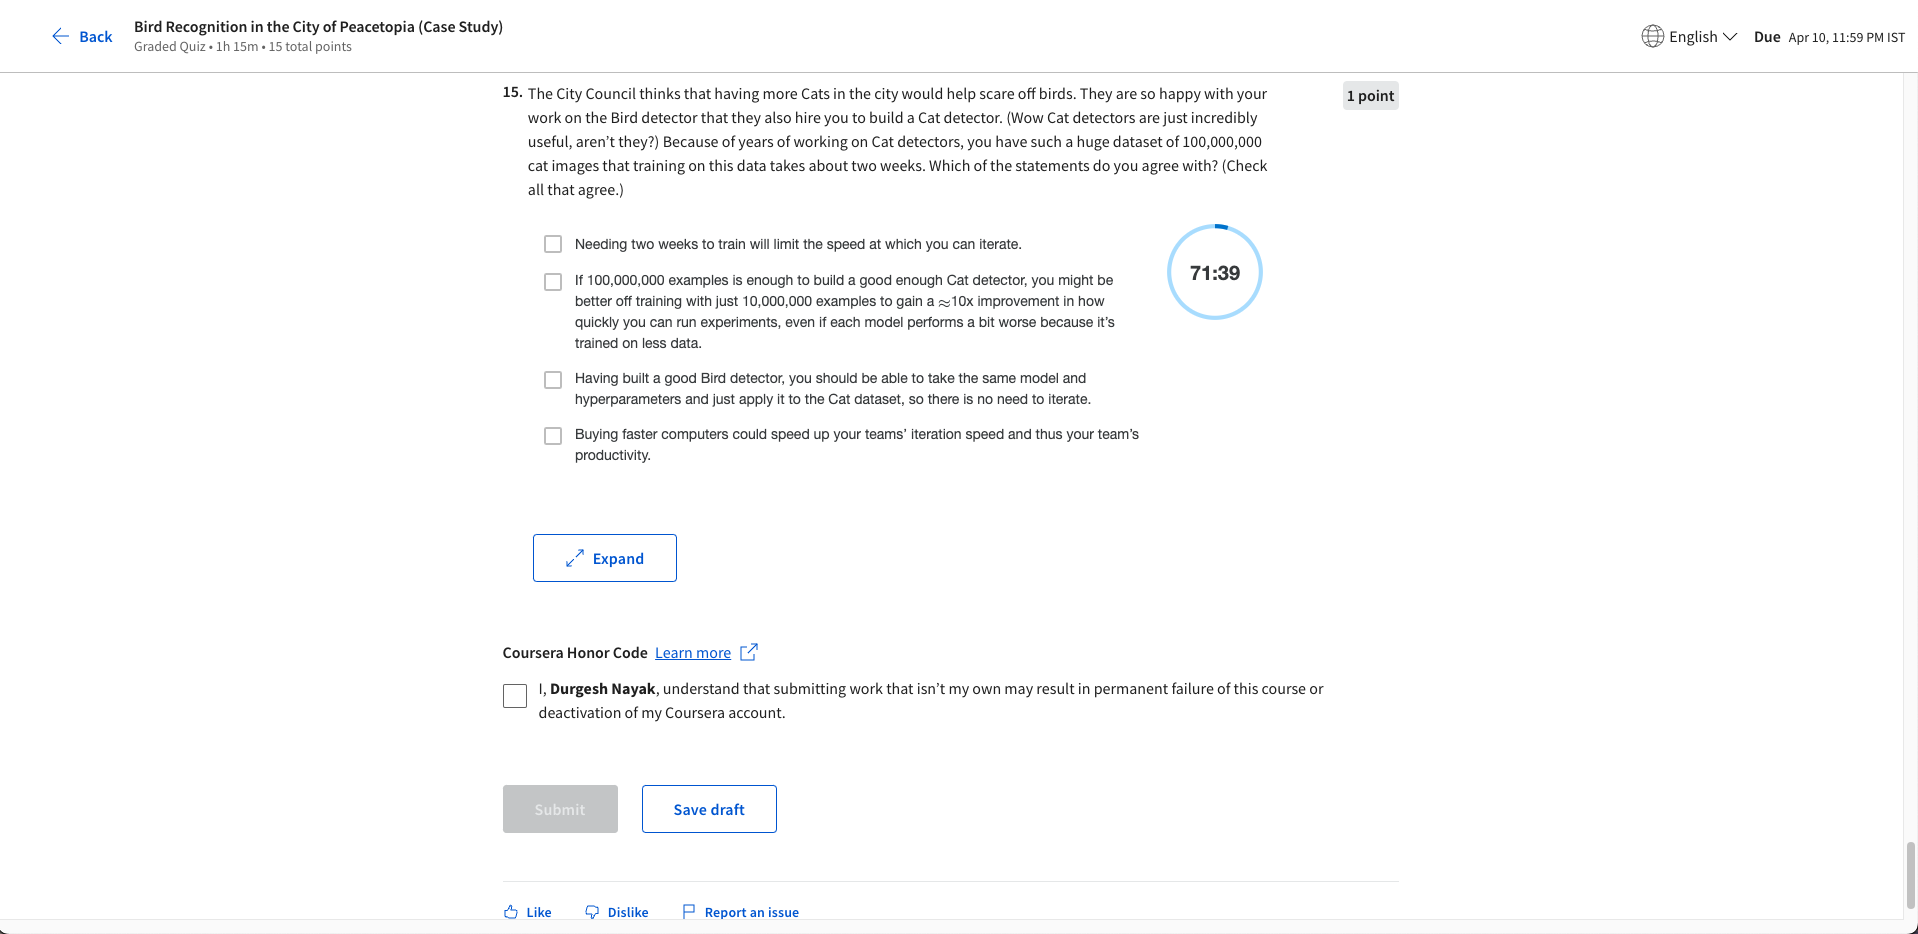 Back
Bird Recognition in the City of Peacetopia (Case Study)
Graded Quiz • 1h 15m • 15 total points
English
Due Apr 10, 11:59 PM IST
15. The City Council thinks that having more Cats in the city would help scare off birds. They are so happy with your
work on the Bird detector that they also hire you to build a Cat detector. (Wow Cat detectors are just incredibly
useful, aren’t they?) Because of years of working on Cat detectors, you have such a huge dataset of 100,000,000
cat images that training on this data takes about two weeks. Which of the statements do you agree with? (Check
all that agree.)
1 point
Needing two weeks to train will limit the speed at which you can iterate.
If 100,000,000 examples is enough to build a good enough Cat detector, you might be
better off training with just 10,000,000 examples to gain a ≈10x improvement in how
quickly you can run experiments, even if each model performs a bit worse because it’s
trained on less data.
71:39
Having built a good Bird detector, you should be able to take the same model and
hyperparameters and just apply it to the Cat dataset, so there is no need to iterate.
Buying faster computers could speed up your teams’ iteration speed and thus your team’s
productivity.
Expand
Coursera Honor Code Learn more
I, Durgesh Nayak, understand that submitting work that isn’t my own may result in permanent failure of this course or
deactivation of my Coursera account.
Submit
Save draft
Like
Dislike
Report an issue